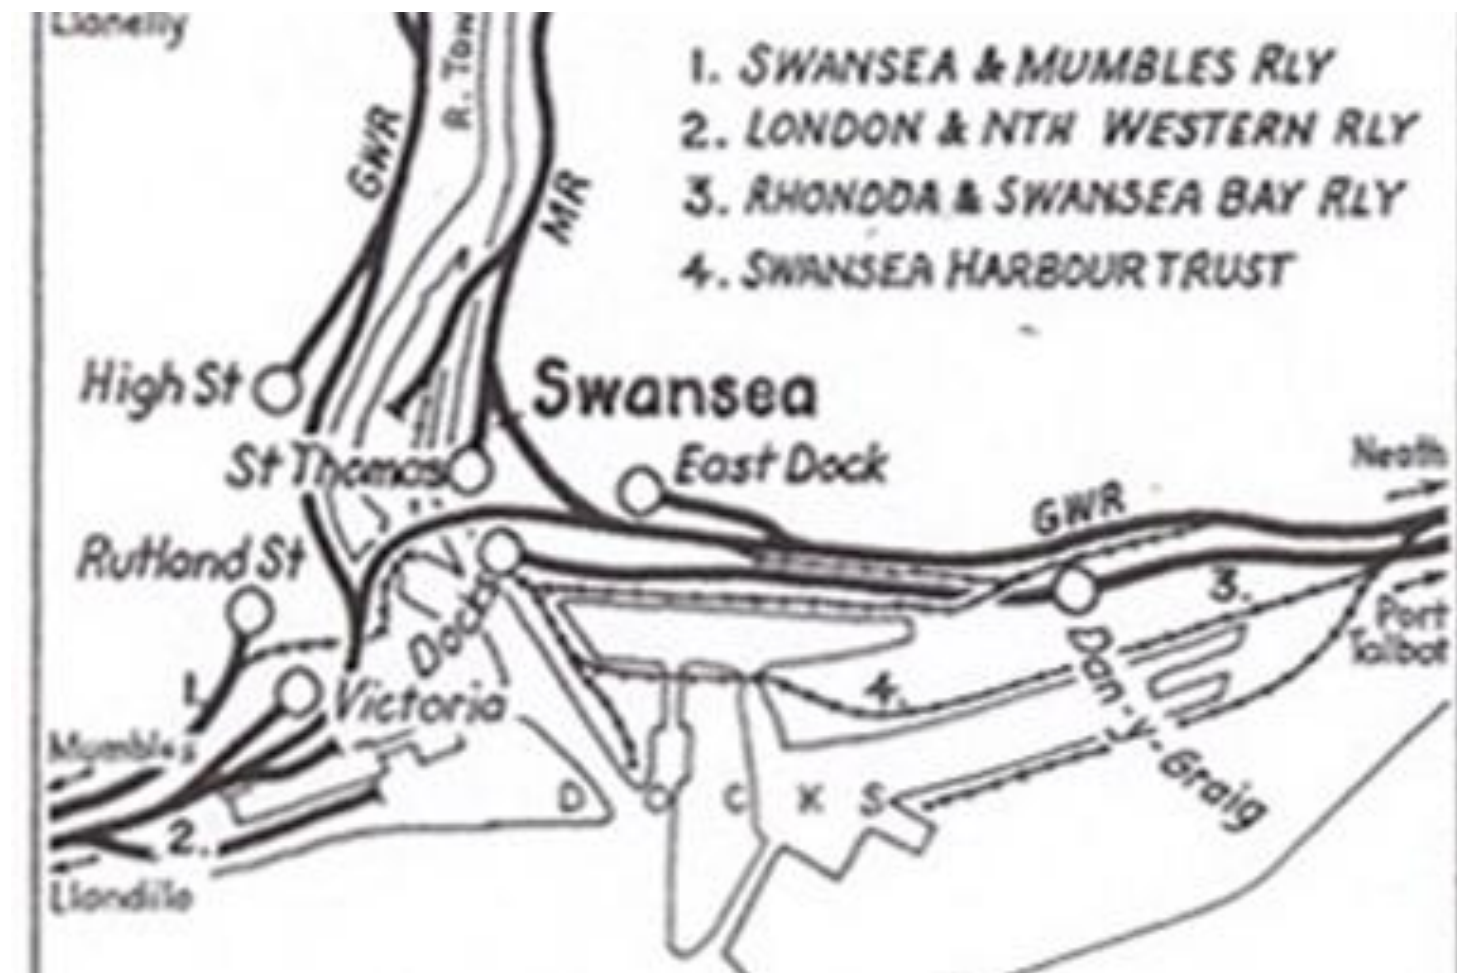 Llanelly
R. Taw
1. SWANSEA & MUMBLES RLY
2. LONDON & NTH WESTERN RLY
3. RHONDDA & SWANSEA BAY RLY
4. SWANSEA HARBOUR TRUST
GWR
MR
High St
Swansea
St Thomas
East Dock
Neath
GWR
Rutland St
Docks
3.
Port
Talbot
1.
Victoria
4.
Dan-y-Graig
Mumbles
D O C K S
2.
Llandilo